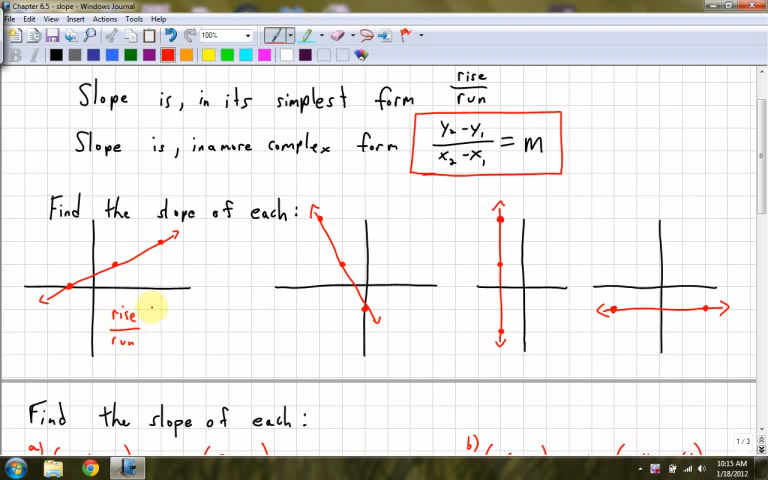 Chapter 6.5 - slope - Windows Journal
File Edit View Insert Actions Tools Help
100%
B I
Slope is, in its simplest form rise/run
Slope is, in a more complex form y₂-y₁/x₂-x₁ = m
Find the slope of each:
rise
run
1 / 3
Find the slope of each:
a) b)
10:15 AM
1/18/2012